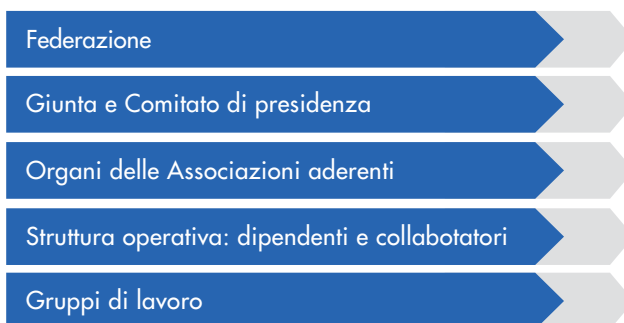 Federazione
Giunta e Comitato di presidenza
Organi delle Associazioni aderenti
Struttura operativa: dipendenti e collabotatori
Gruppi di lavoro